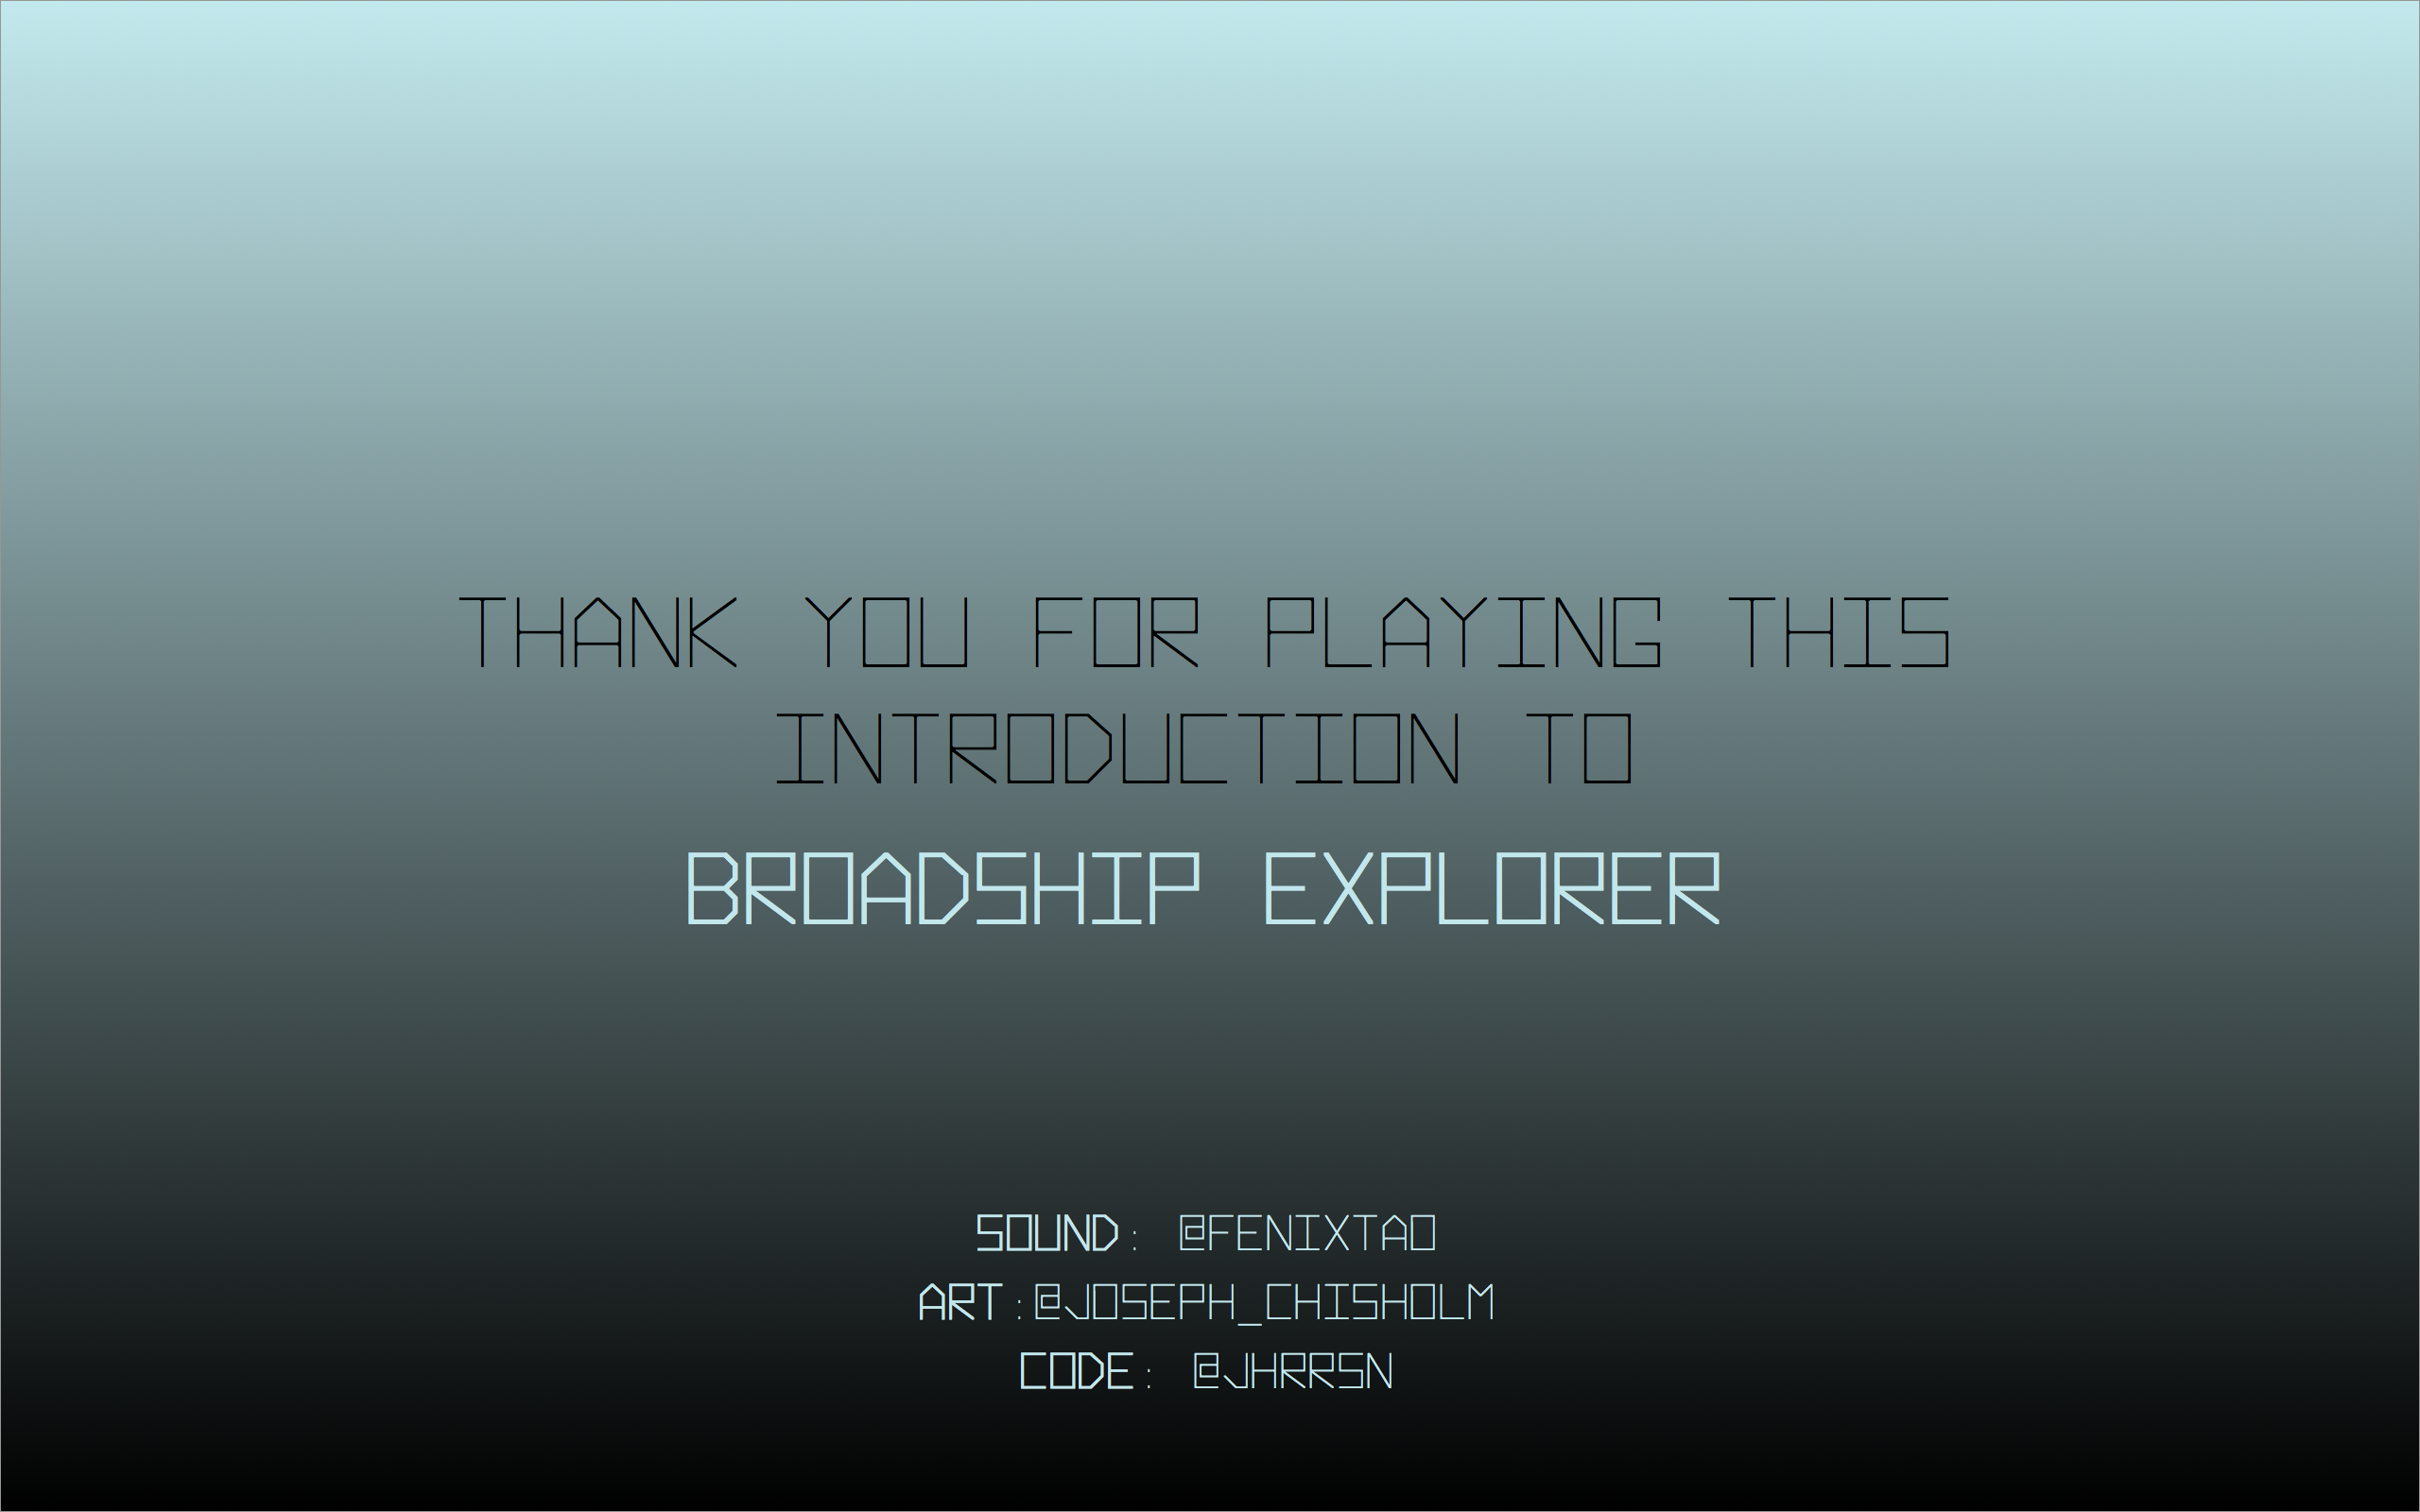 THANK YOU FOR PLAYING THIS
INTRODUCTION TO
BROADSHIP EXPLORER
SOUND: @FENIXTAO
ART:@JOSEPH_CHISHOLM
CODE: @JHRRSN